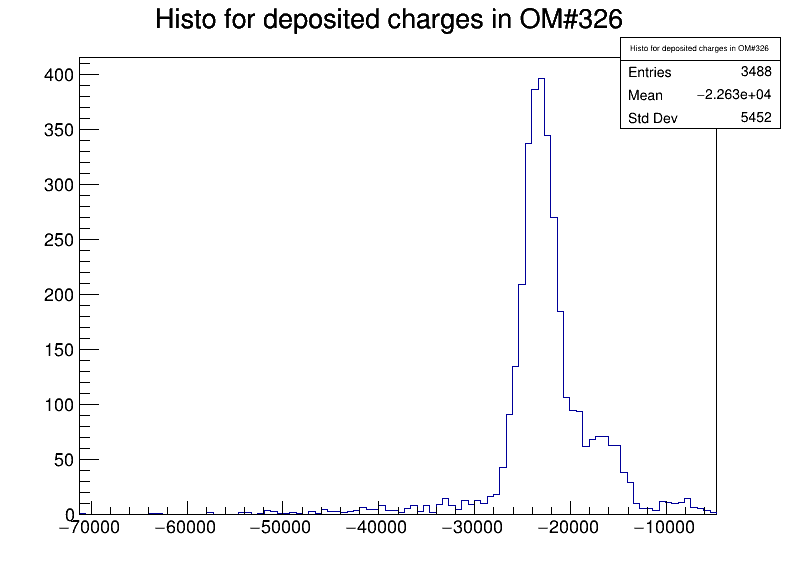 Histo for deposited charges in OM#326
Histo for deposited charges in OM#326
Entries 3488
Mean −2.263e+04
Std Dev 5452
400
350
300
250
200
150
100
50
0
−70000 −60000 −50000 −40000 −30000 −20000 −10000